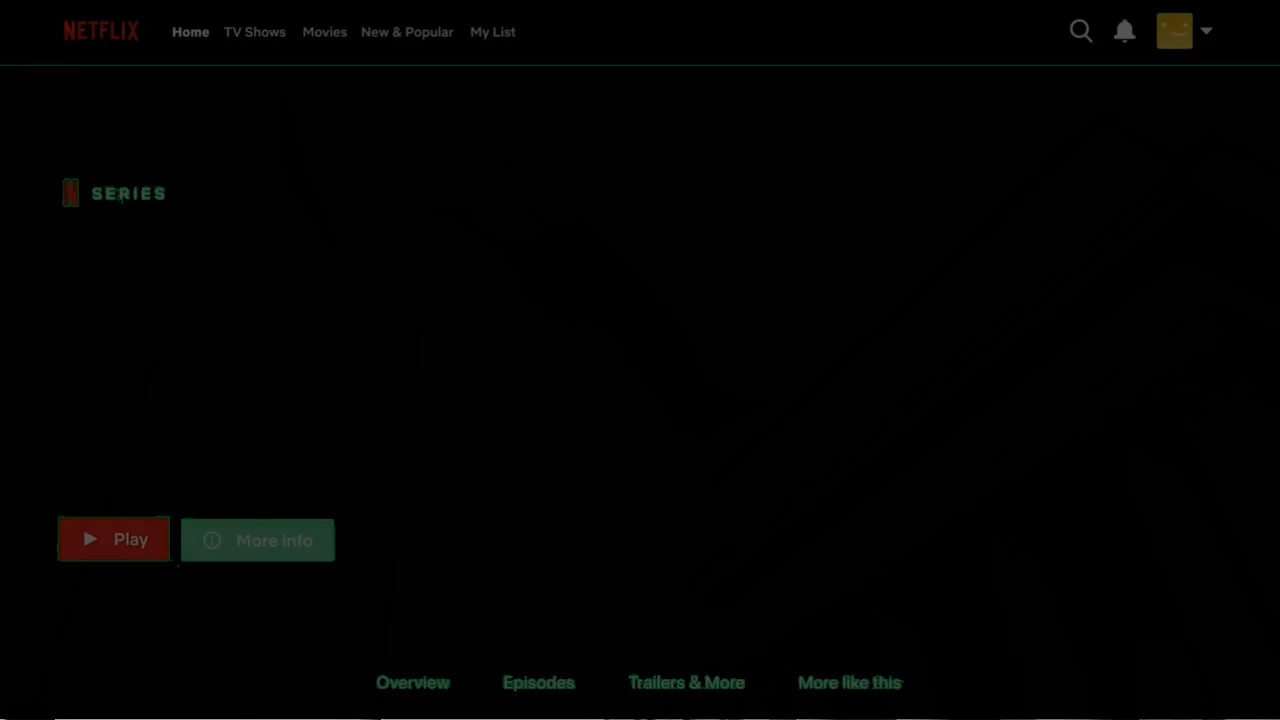 NETFLIX Home TV Shows Movies New & Popular My List
N SERIES
Play More info
Overview Episodes Trailers & More More like this